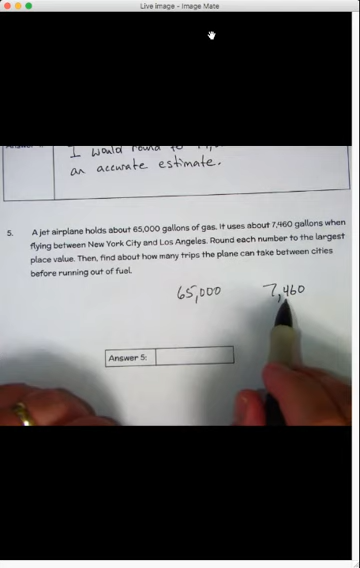 Live image - Image Mate
I would round to
an accurate estimate.
5. A jet airplane holds about 65,000 gallons of gas. It uses about 7,460 gallons when
flying between New York City and Los Angeles. Round each number to the largest
place value. Then, find about how many trips the plane can take between cities
before running out of fuel.
65,000 7,460
Answer 5: